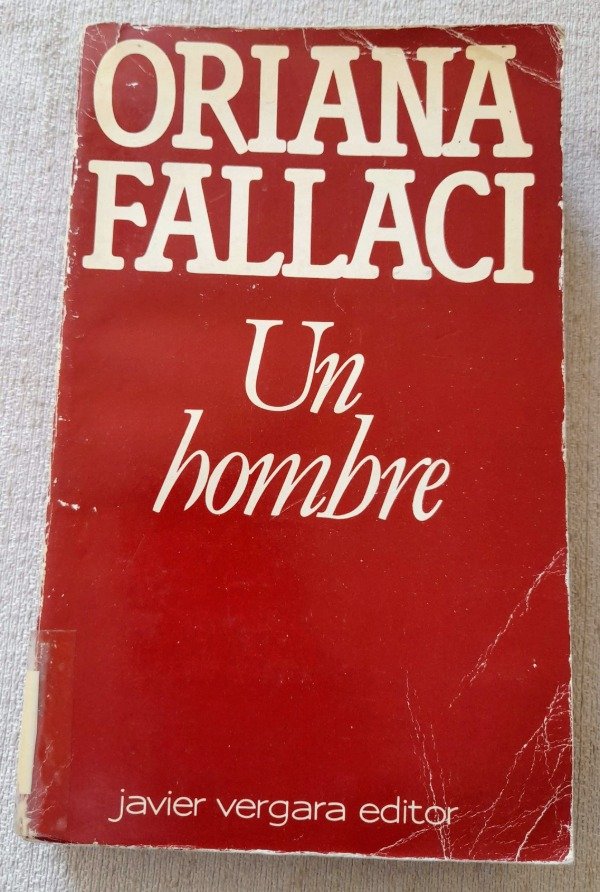 ORIANA
FALLACI
Un
hombre
javier vergara editor